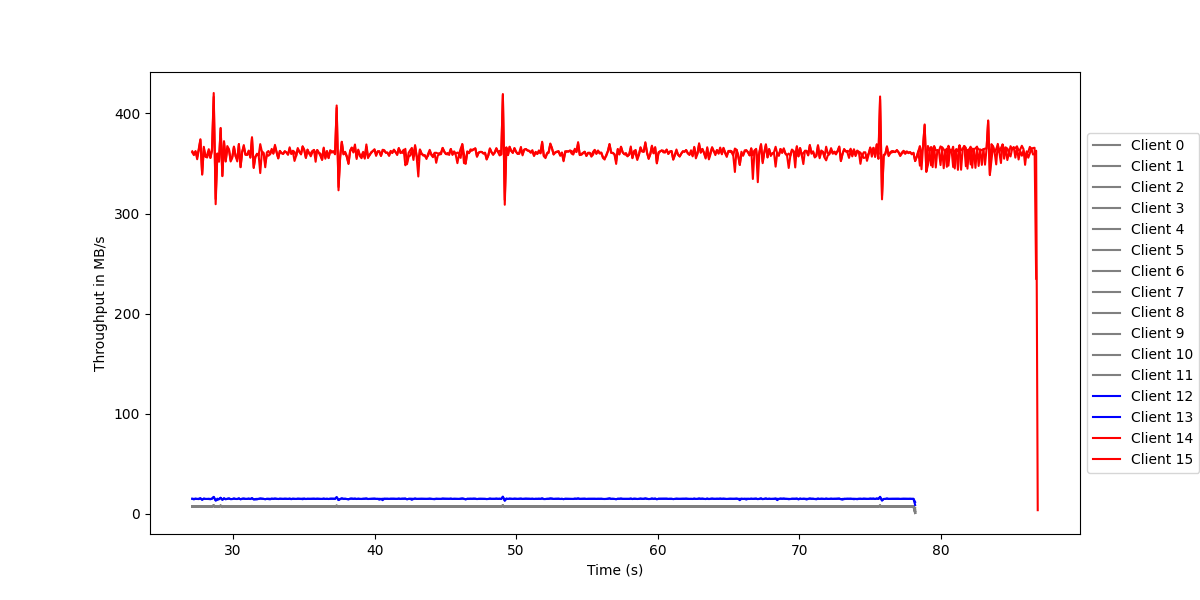 400
300
200
100
0
Throughput in MB/s
30 40 50 60 70 80
Time (s)
Client 0
Client 1
Client 2
Client 3
Client 4
Client 5
Client 6
Client 7
Client 8
Client 9
Client 10
Client 11
Client 12
Client 13
Client 14
Client 15